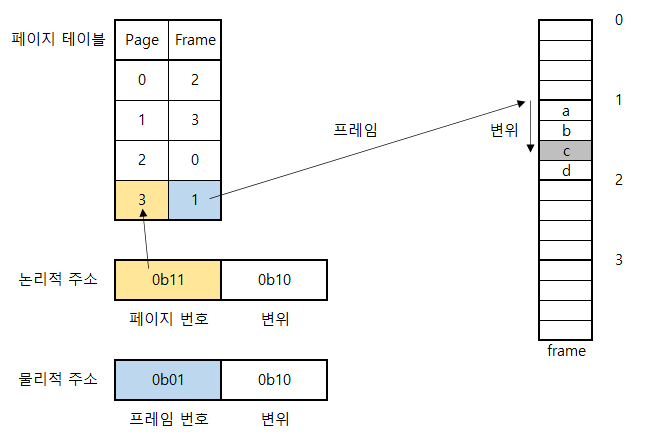 페이지 테이블
Page Frame
0 2
1 3
2 0
3 1
논리적 주소
0b11 0b10
페이지 번호 변위
물리적 주소
0b01 0b10
프레임 번호 변위
프레임
변위
0
1
a
b
c
d
2
3
frame